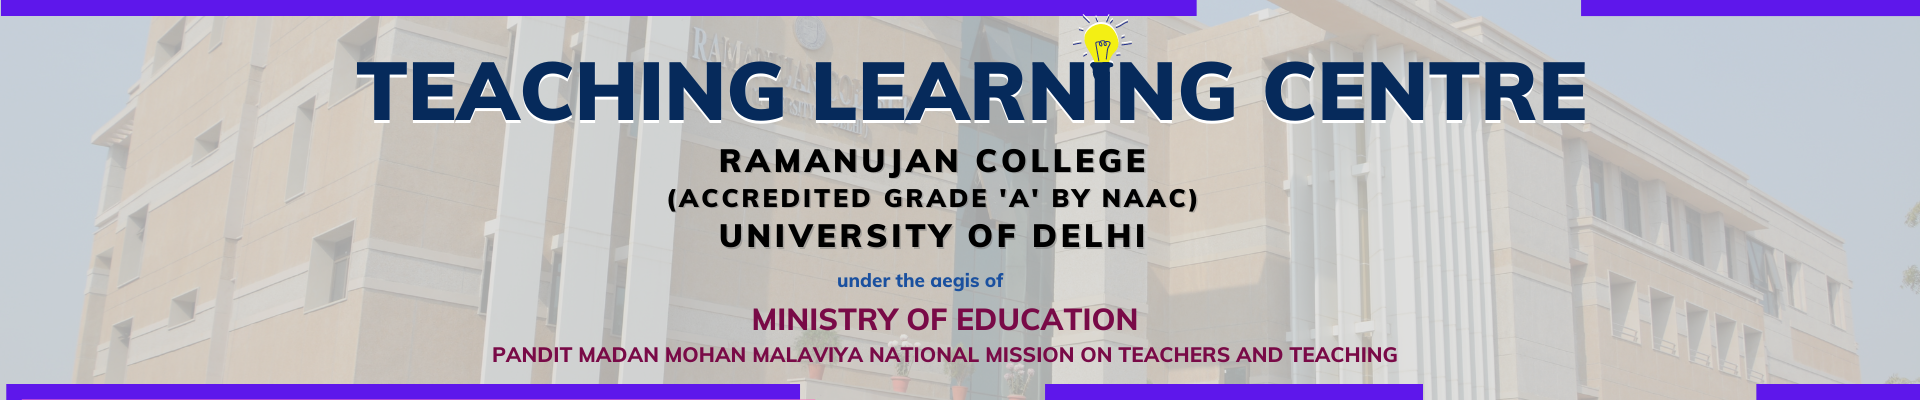 TEACHING LEARNING CENTRE
RAMANUJAN COLLEGE
(ACCREDITED GRADE 'A' BY NAAC)
UNIVERSITY OF DELHI
under the aegis of
MINISTRY OF EDUCATION
PANDIT MADAN MOHAN MALAVIYA NATIONAL MISSION ON TEACHERS AND TEACHING